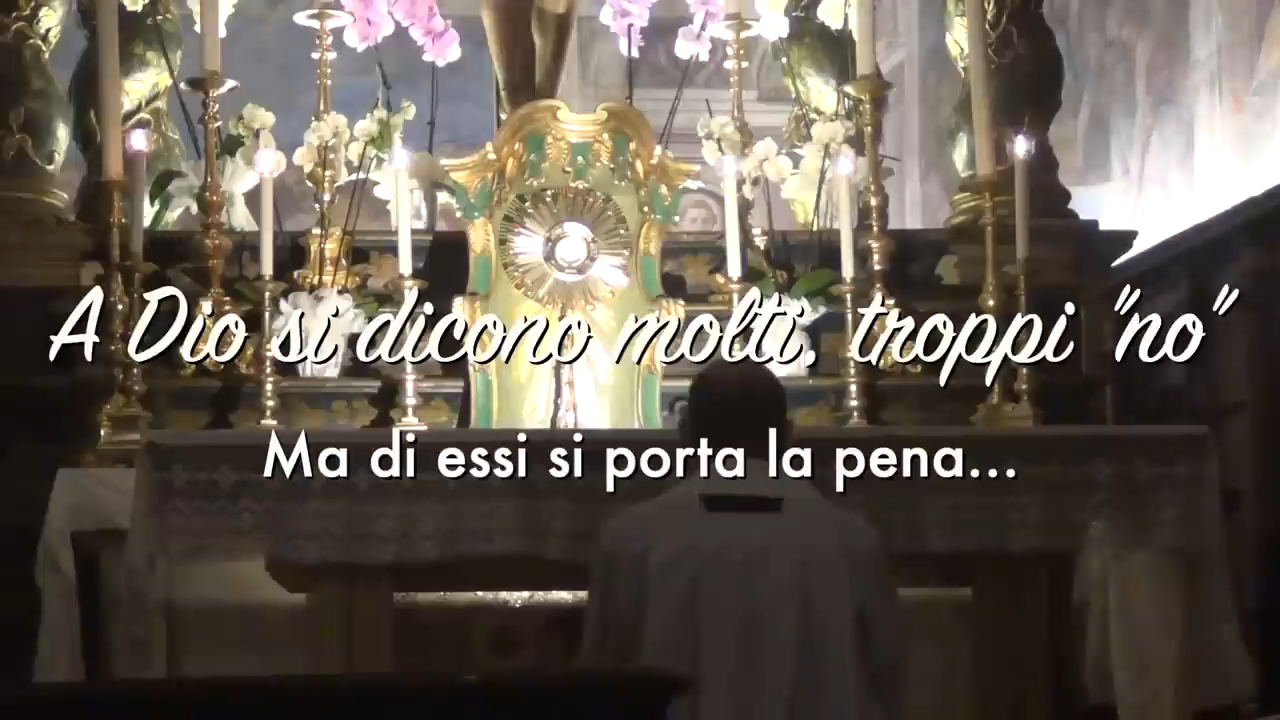 A Dio si dicono molti, troppi "no"
Ma di essi si porta la pena...